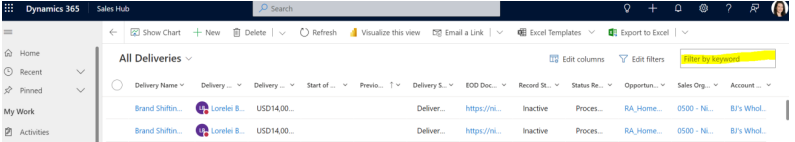 Dynamics 365 Sales Hub Search
Show Chart New Delete Refresh Visualize this view Email a Link Excel Templates Export to Excel
Home
Recent
Pinned
My Work
Activities
All Deliveries Edit columns Edit filters Filter by keyword
Delivery Name Delivery ... Delivery ... Start of ... Previo... Delivery S... EOD Doc... Record St... Status Re... Opportun... Sales Org... Account ...
Brand Shiftin... LB Lorelei B... USD14,00... Deliver... https://ni... Inactive Proces... RA_Home... 0500 - Ni... BJ's Whol...
Brand Shiftin... LB Lorelei B... USD14,00... Deliver... https://ni... Inactive Proces... RA_Home... 0500 - Ni... BJ's Whol...